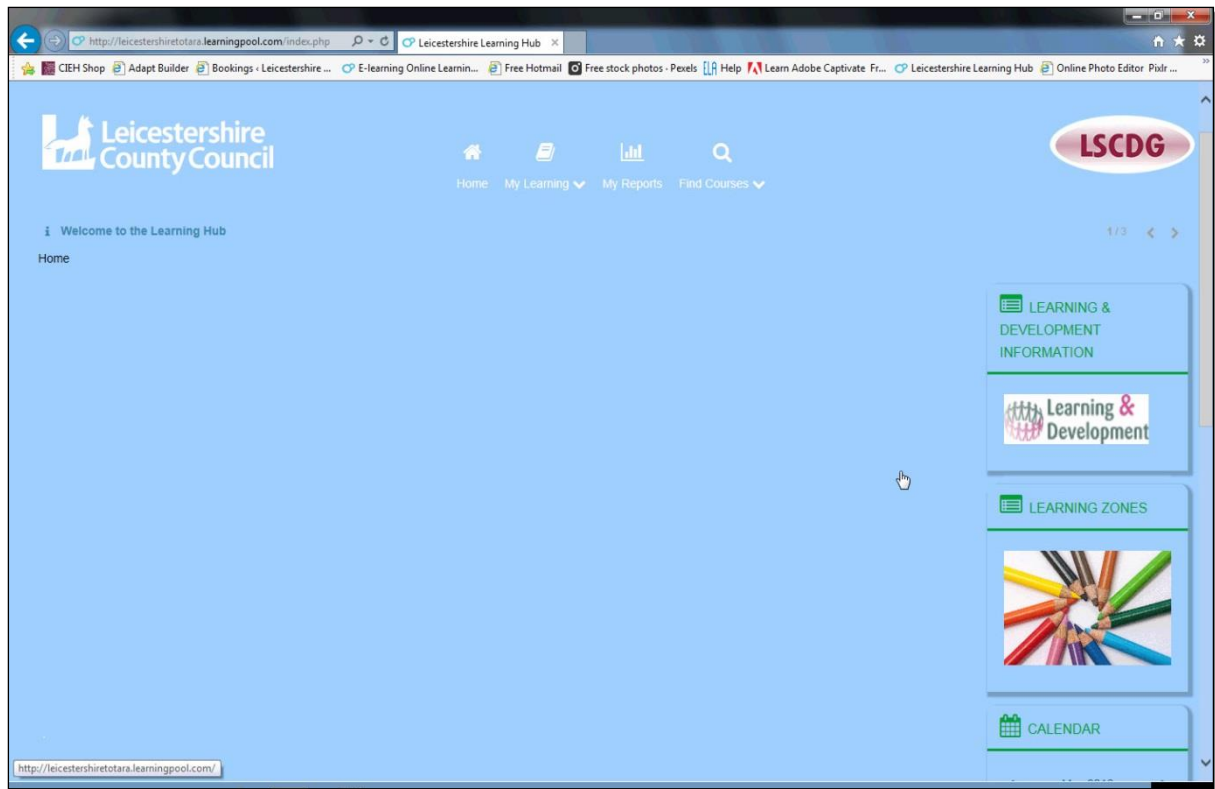 http://leicestershiretotara.learningpool.com/index.php
Leicestershire Learning Hub
CIEH Shop
Adapt Builder
Bookings ‹ Leicestershire ...
E-learning Online Learnin...
Free Hotmail
Free stock photos · Pexels
Help
Learn Adobe Captivate Fr...
Leicestershire Learning Hub
Online Photo Editor Pixlr ...
Leicestershire
County Council
LSCDG
Home
My Learning
My Reports
Find Courses
i Welcome to the Learning Hub
1/3
Home
LEARNING &
DEVELOPMENT
INFORMATION
Learning &
Development
LEARNING ZONES
CALENDAR
http://leicestershiretotara.learningpool.com/